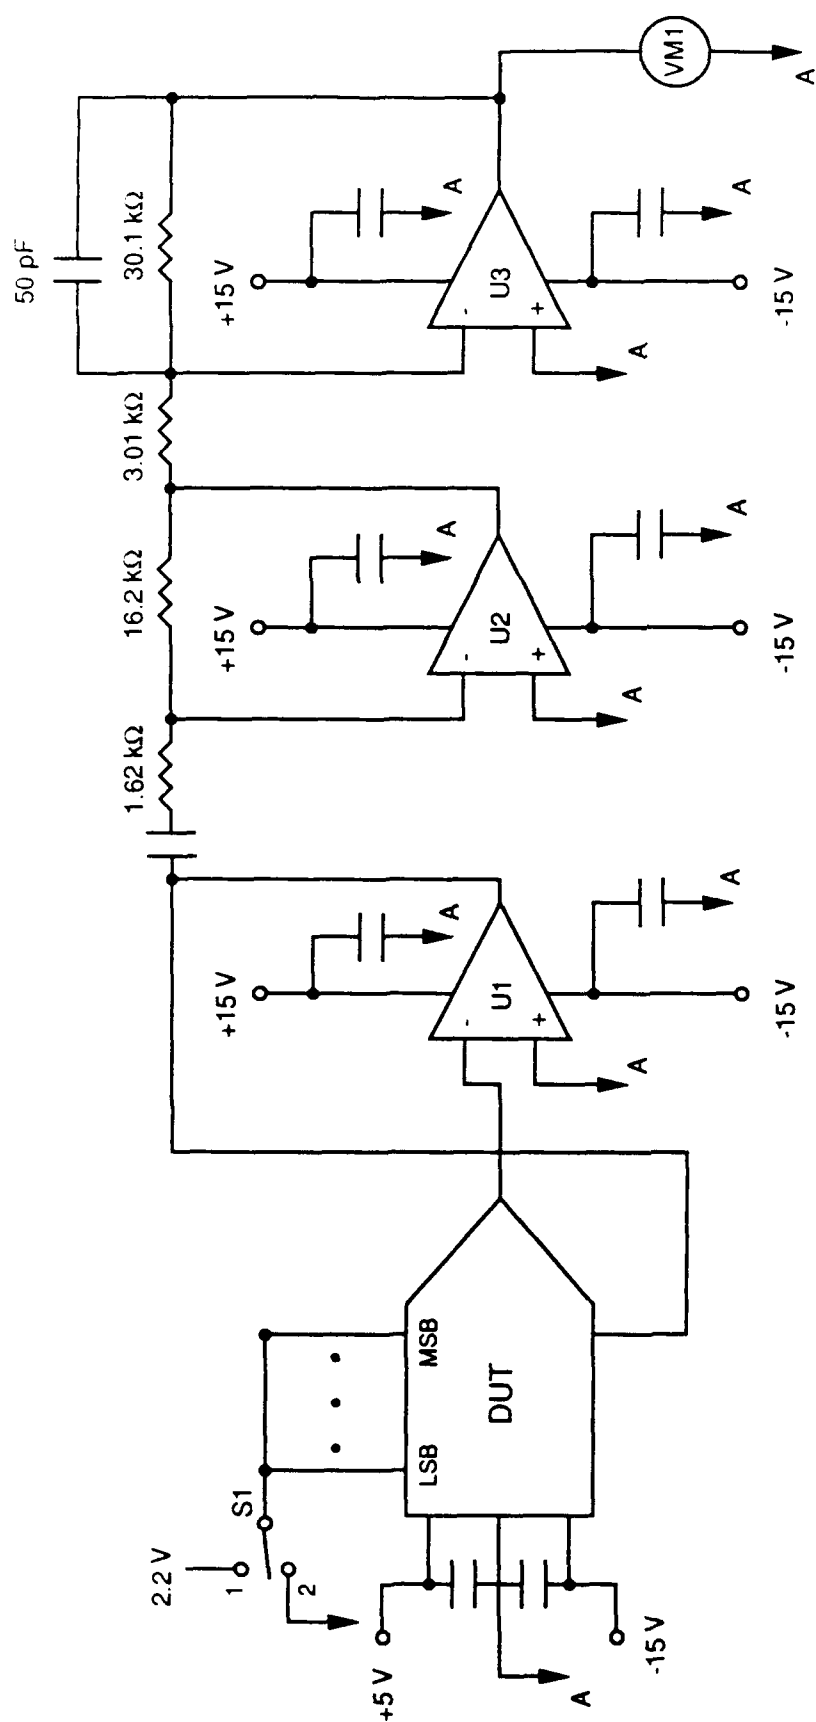 50 pF
30.1 kΩ
3.01 kΩ
16.2 kΩ
1.62 kΩ
VM1
A
+15 V
A
-
U3
+
A
A
-15 V
+15 V
A
-
U2
+
A
A
-15 V
+15 V
A
-
U1
+
A
A
-15 V
2.2 V
1
2
S1
LSB
MSB
DUT
+5 V
A
-15 V